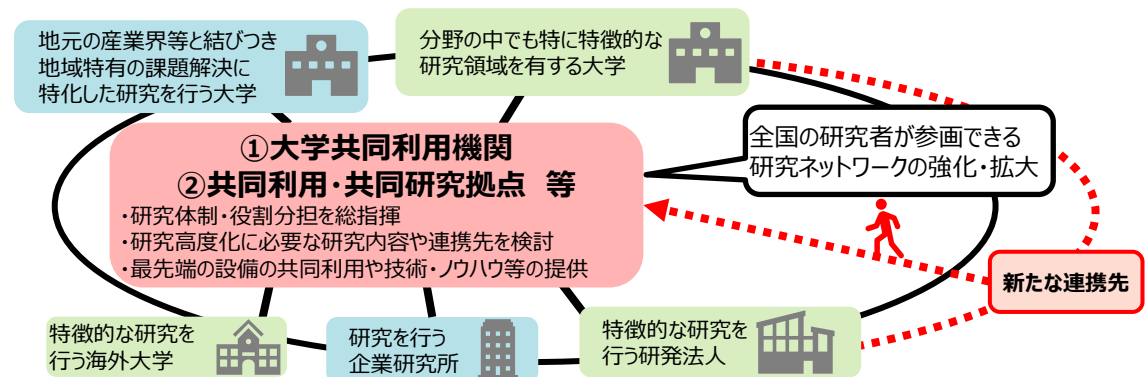 地元の産業界等と結びつき
地域特有の課題解決に
特化した研究を行う大学
分野の中でも特に特徴的な
研究領域を有する大学
①大学共同利用機関
②共同利用・共同研究拠点 等
・研究体制・役割分担を総指揮
・研究高度化に必要な研究内容や連携先を検討
・最先端の設備の共同利用や技術・ノウハウ等の提供
全国の研究者が参画できる
研究ネットワークの強化・拡大
新たな連携先
特徴的な研究を
行う海外大学
研究を行う
企業研究所
特徴的な研究を
行う研発法人